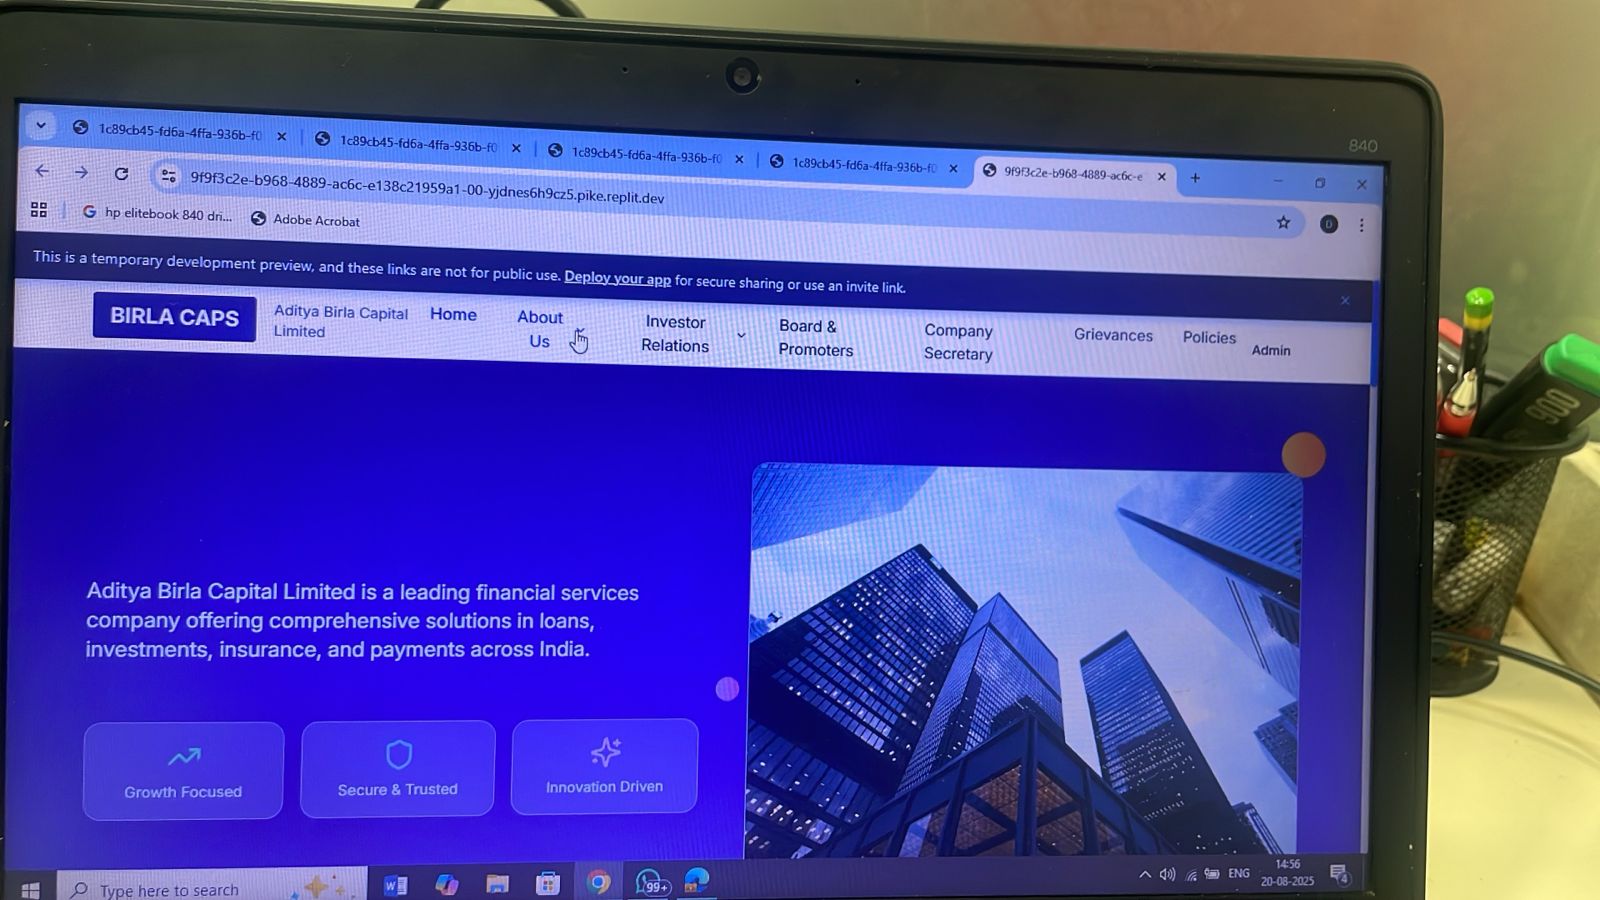 840
1c89cb45-fd6a-4ffa-936b-f0
1c89cb45-fd6a-4ffa-936b-f0
1c89cb45-fd6a-4ffa-936b-f0
1c89cb45-fd6a-4ffa-936b-f0
9f9f3c2e-b968-4889-ac6c-e
9f9f3c2e-b968-4889-ac6c-e138c21959a1-00-yjdnes6h9cz5.pike.replit.dev
D
hp elitebook 840 dri...
Adobe Acrobat
This is a temporary development preview, and these links are not for public use. Deploy your app for secure sharing or use an invite link.
BIRLA CAPS
Aditya Birla Capital
Limited
Home
About
Us
Investor
Relations
Board &
Promoters
Company
Secretary
Grievances
Policies
Admin
Aditya Birla Capital Limited is a leading financial services
company offering comprehensive solutions in loans,
investments, insurance, and payments across India.
Growth Focused
Secure & Trusted
Innovation Driven
900
Type here to search
W
99+
ENG
14:56
20-08-2025
4